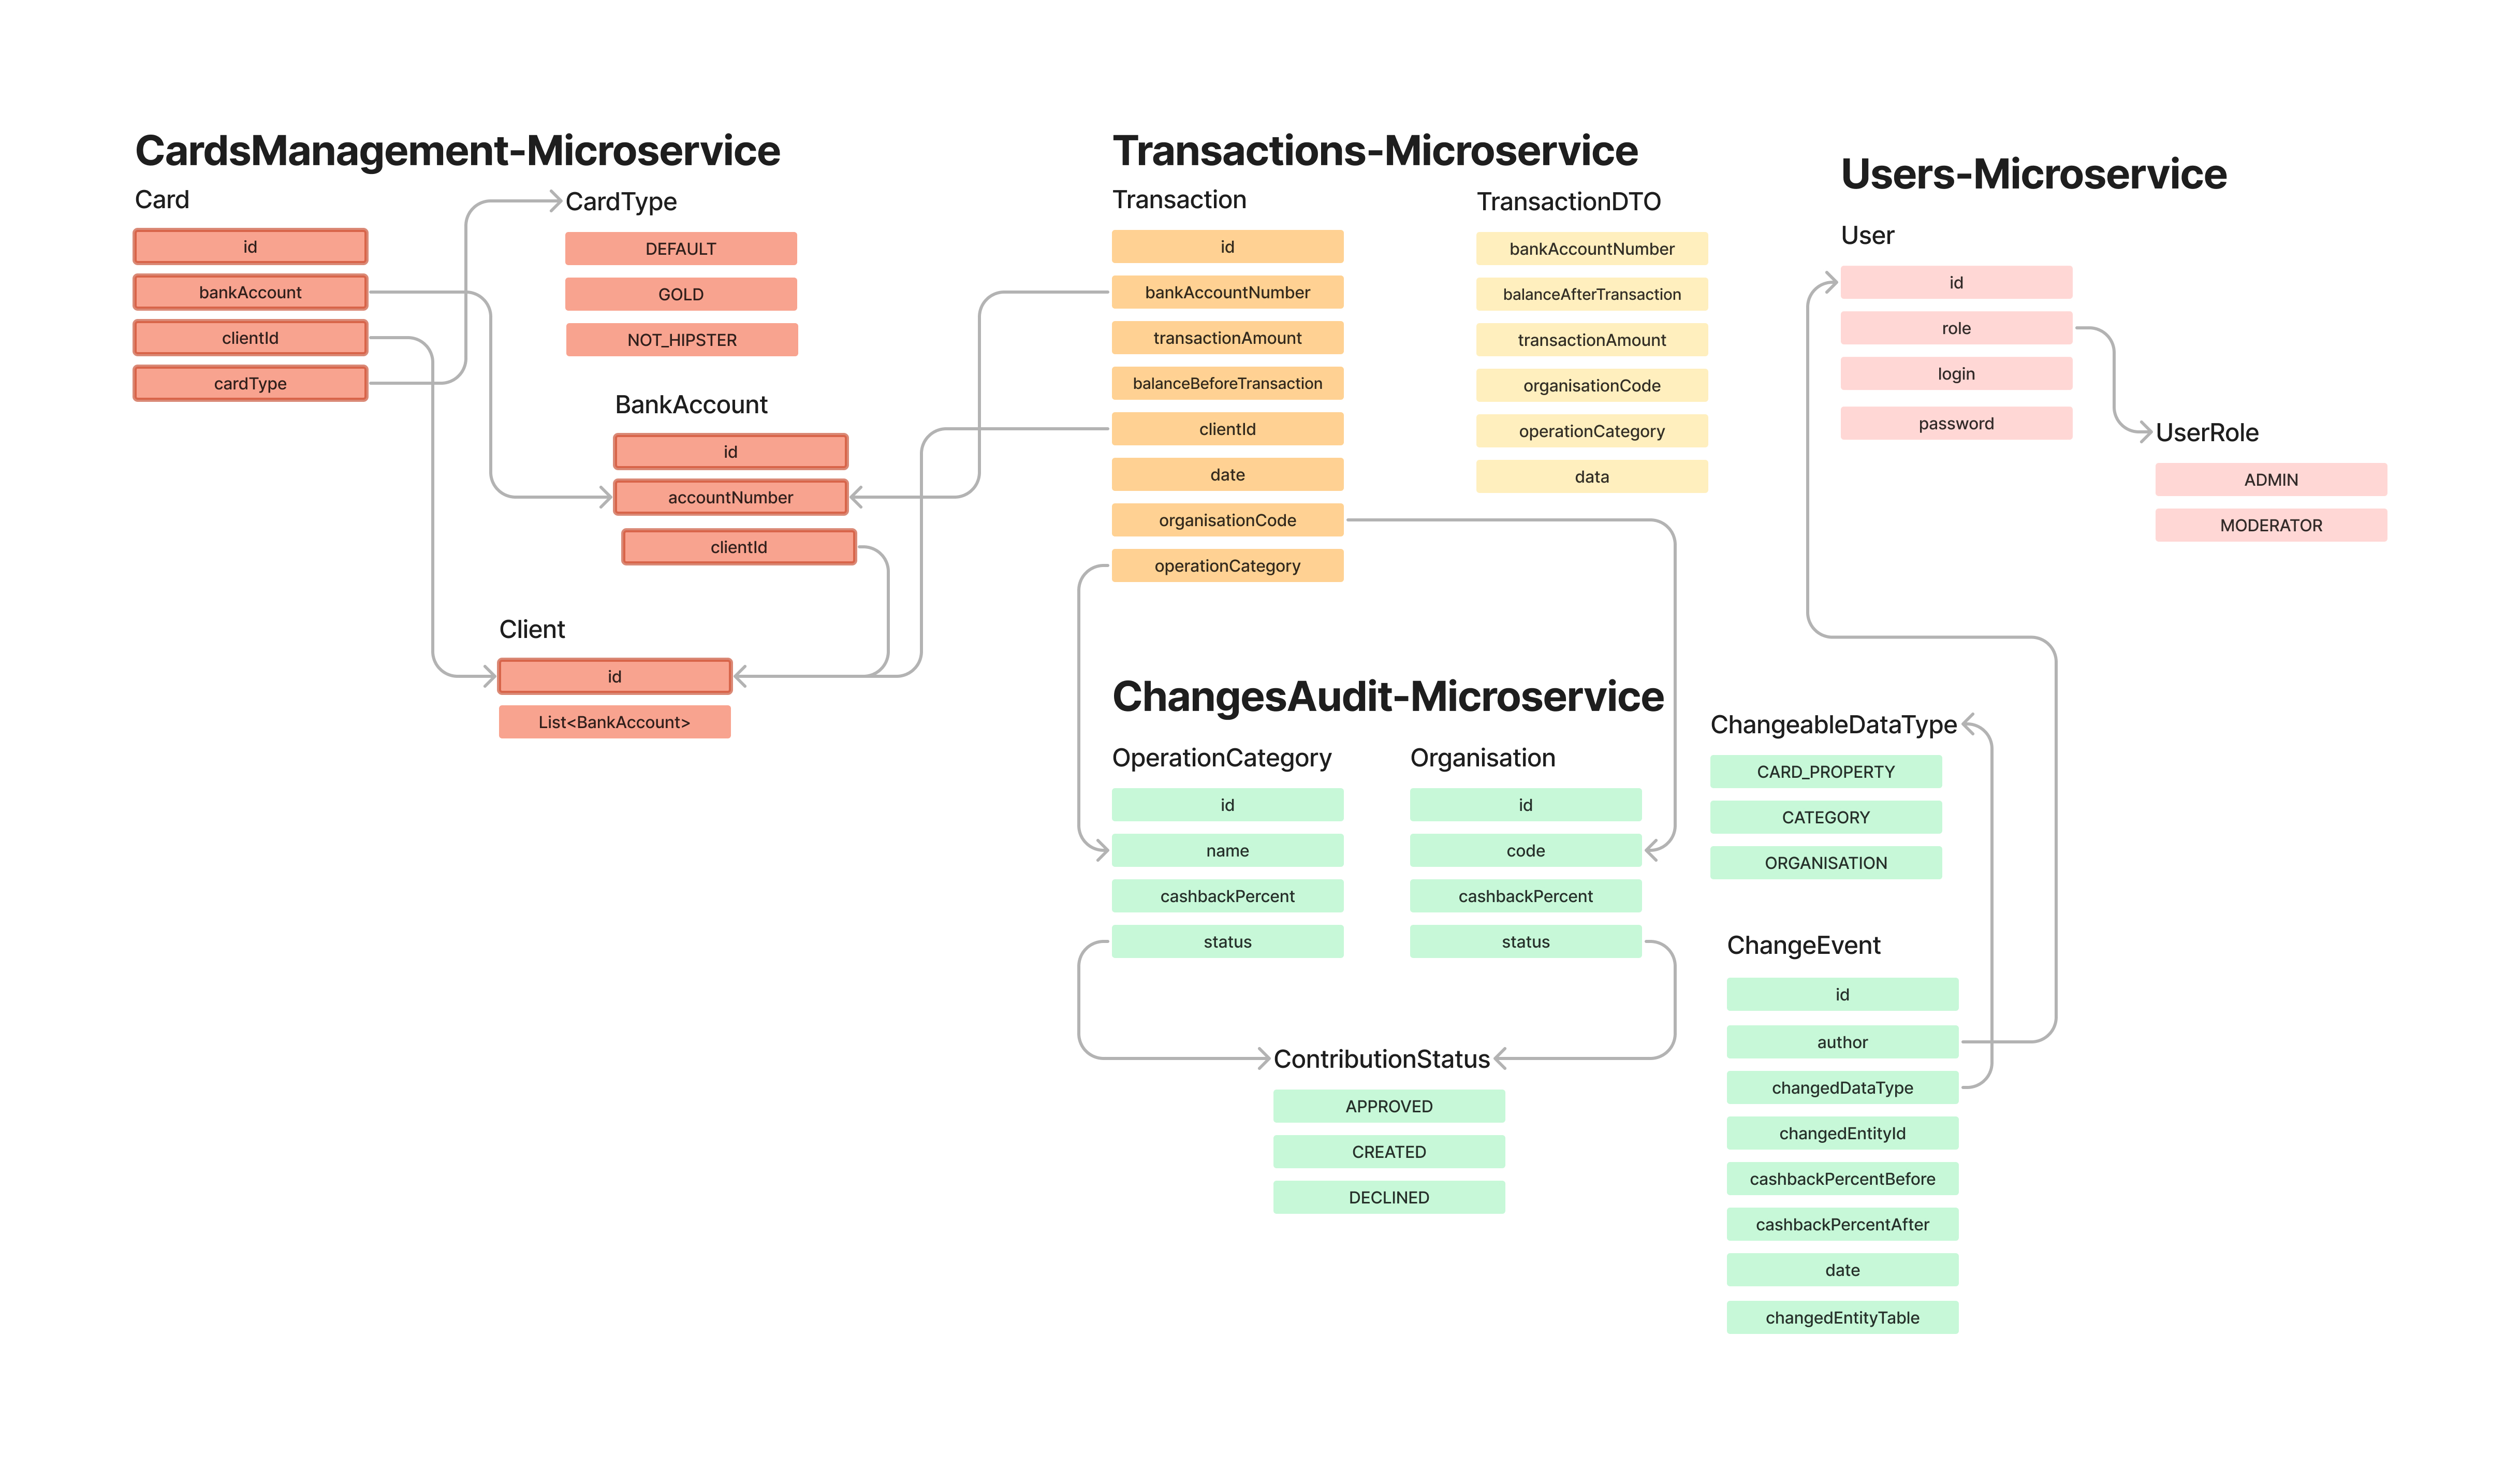 CardsManagement-Microservice
Card
id
bankAccount
clientId
cardType
CardType
DEFAULT
GOLD
NOT_HIPSTER
BankAccount
id
accountNumber
clientId
Client
id
List<BankAccount>
Transactions-Microservice
Transaction
id
bankAccountNumber
transactionAmount
balanceBeforeTransaction
clientId
date
organisationCode
operationCategory
TransactionDTO
bankAccountNumber
balanceAfterTransaction
transactionAmount
organisationCode
operationCategory
data
Users-Microservice
User
id
role
login
password
UserRole
ADMIN
MODERATOR
ChangesAudit-Microservice
OperationCategory
id
name
cashbackPercent
status
Organisation
id
code
cashbackPercent
status
ContributionStatus
APPROVED
CREATED
DECLINED
ChangeableDataType
CARD_PROPERTY
CATEGORY
ORGANISATION
ChangeEvent
id
author
changedDataType
changedEntityId
cashbackPercentBefore
cashbackPercentAfter
date
changedEntityTable